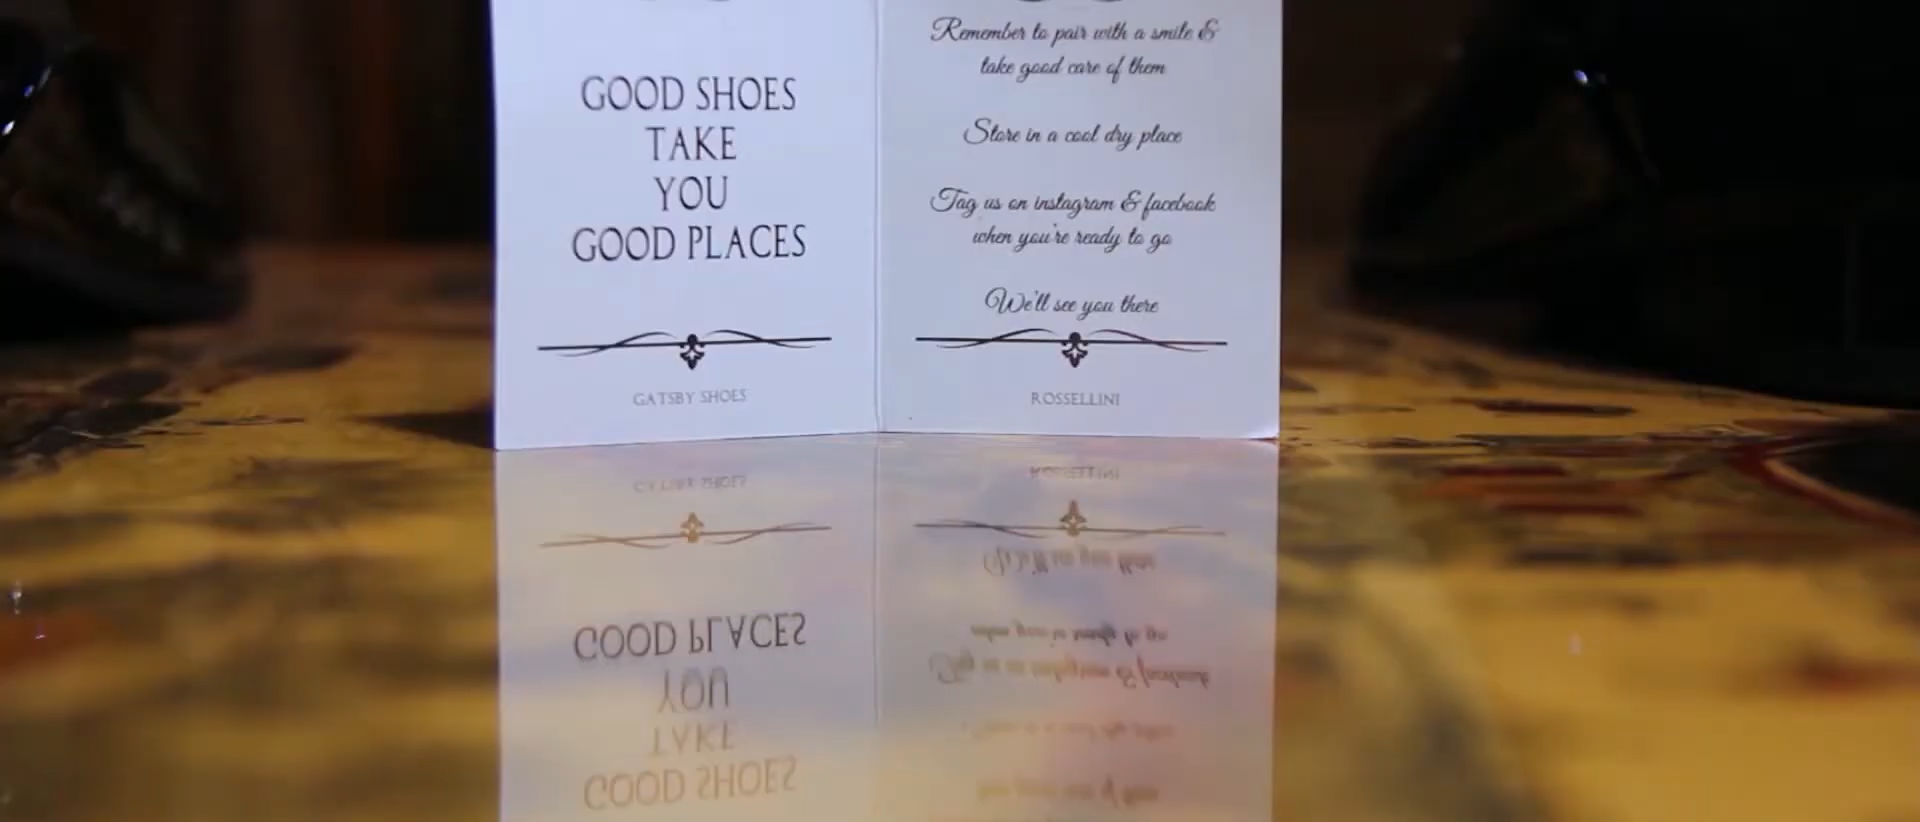 GOOD SHOES
TAKE
YOU
GOOD PLACES
GATSBY SHOES
Remember to pair with a smile &
take good care of them
Store in a cool dry place
Tag us on instagram & facebook
when you're ready to go
We'll see you there
ROSSELLINI